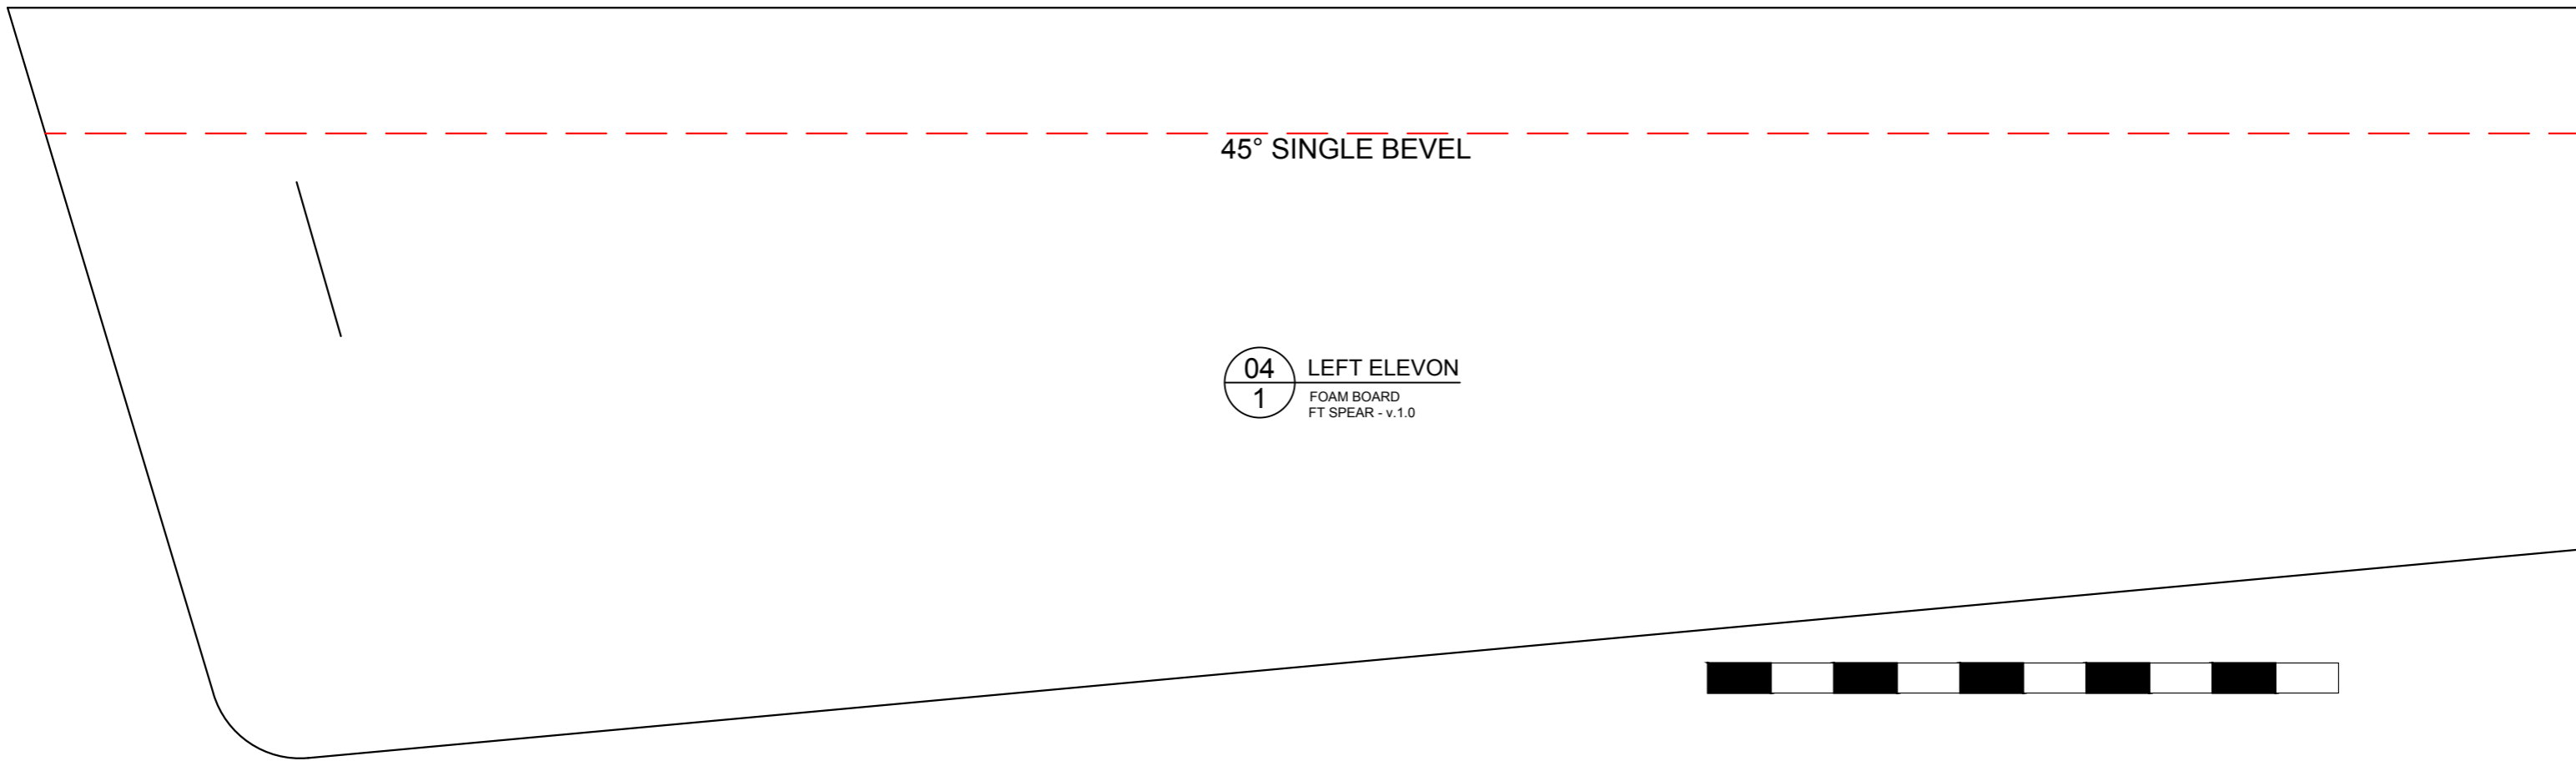 45° SINGLE BEVEL
04
1
LEFT ELEVON
FOAM BOARD
FT SPEAR - v.1.0